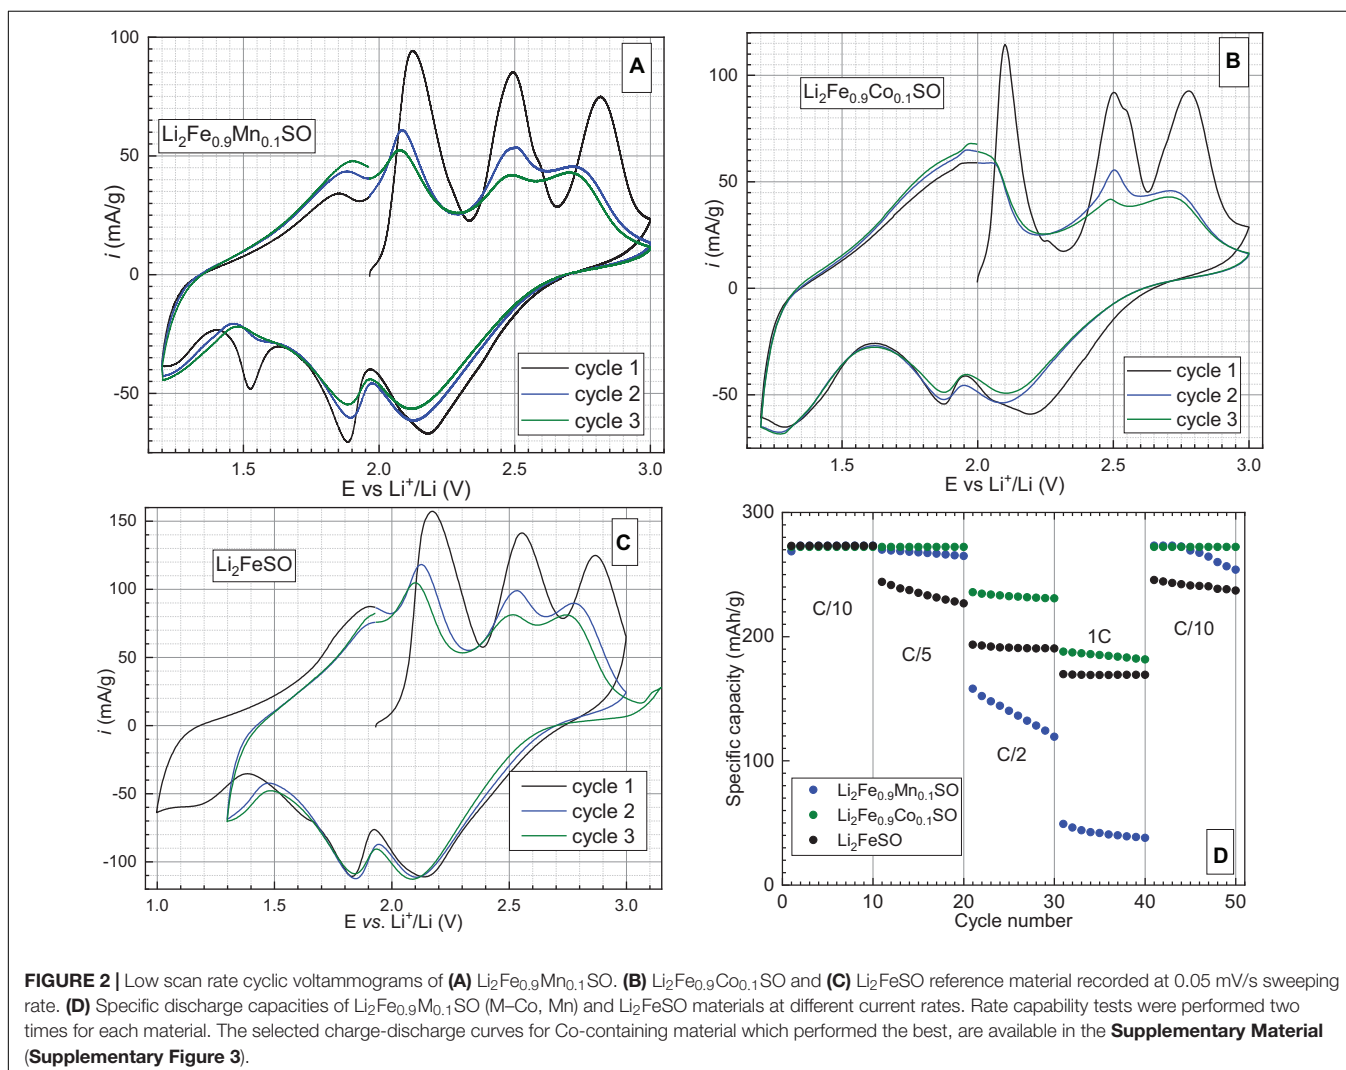 A
Li2Fe0.9Mn0.1SO
i (mA/g)
100
50
0
-50
1.5
2.0
2.5
3.0
E vs Li+/Li (V)
cycle 1
cycle 2
cycle 3
B
Li2Fe0.9Co0.1SO
i (mA/g)
100
50
0
-50
1.5
2.0
2.5
3.0
E vs Li+/Li (V)
cycle 1
cycle 2
cycle 3
C
Li2FeSO
i (mA/g)
150
100
50
0
-50
-100
1.0
1.5
2.0
2.5
3.0
E vs. Li+/Li (V)
cycle 1
cycle 2
cycle 3
D
Specific capacity (mAh/g)
300
200
100
0
0
10
20
30
40
50
Cycle number
C/10
C/5
C/2
1C
C/10
Li2Fe0.9Mn0.1SO
Li2Fe0.9Co0.1SO
Li2FeSO
FIGURE 2 | Low scan rate cyclic voltammograms of (A) Li2Fe0.9Mn0.1SO. (B) Li2Fe0.9Co0.1SO and (C) Li2FeSO reference material recorded at 0.05 mV/s sweeping
rate. (D) Specific discharge capacities of Li2Fe0.9M0.1SO (M–Co, Mn) and Li2FeSO materials at different current rates. Rate capability tests were performed two
times for each material. The selected charge-discharge curves for Co-containing material which performed the best, are available in the Supplementary Material
(Supplementary Figure 3).